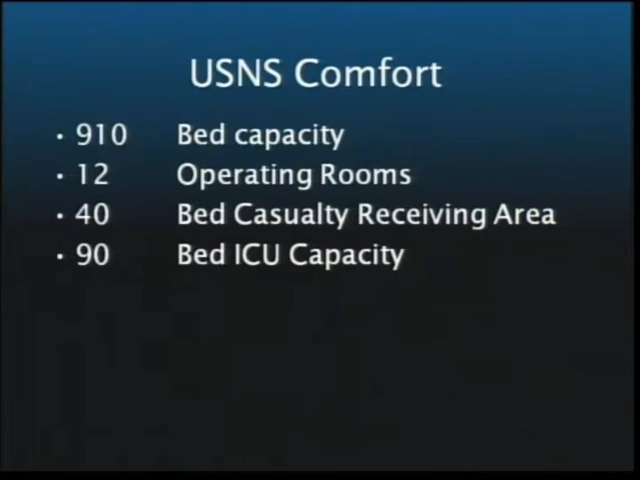 USNS Comfort
• 910 Bed capacity
• 12 Operating Rooms
• 40 Bed Casualty Receiving Area
• 90 Bed ICU Capacity